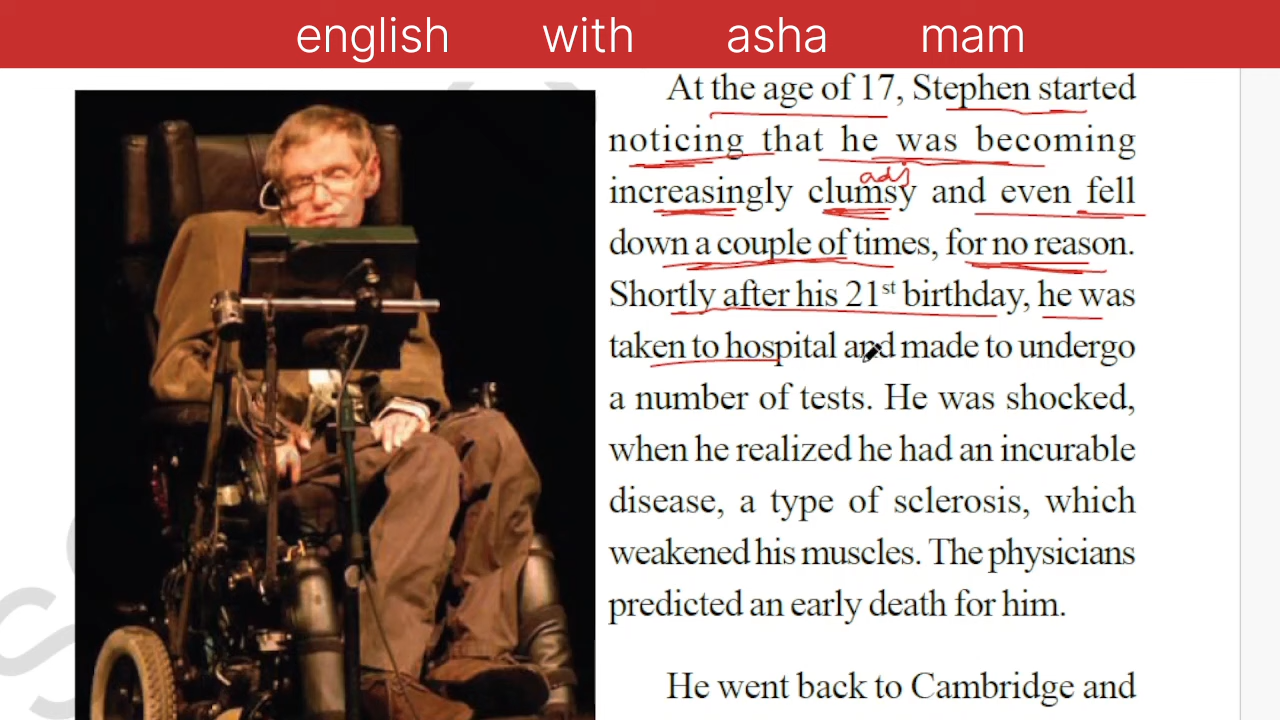 english with asha mam
At the age of 17, Stephen started
noticing that he was becoming
adj
increasingly clumsy and even fell
down a couple of times, for no reason.
Shortly after his 21st birthday, he was
taken to hospital and made to undergo
a number of tests. He was shocked,
when he realized he had an incurable
disease, a type of sclerosis, which
weakened his muscles. The physicians
predicted an early death for him.
He went back to Cambridge and